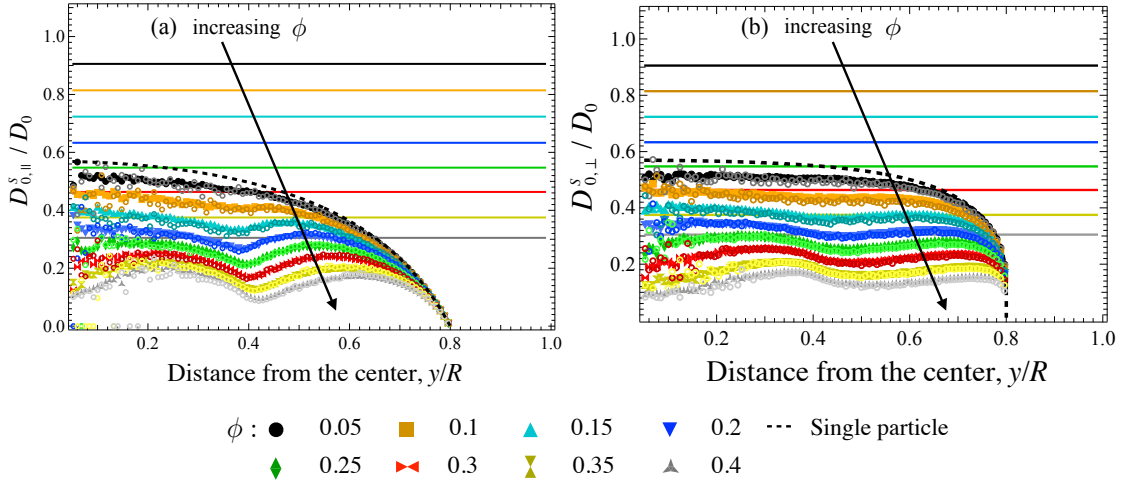 (a) increasing ϕ
1.0
0.8
0.6
0.4
0.2
0.0
D^s_{0,||} / D_0
0.2 0.4 0.6 0.8 1.0
Distance from the center, y/R
(b) increasing ϕ
1.0
0.8
0.6
0.4
0.2
D^s_{0,⊥} / D_0
0.2 0.4 0.6 0.8 1.0
Distance from the center, y/R
ϕ : 0.05 0.1 0.15 0.2 Single particle
0.25 0.3 0.35 0.4